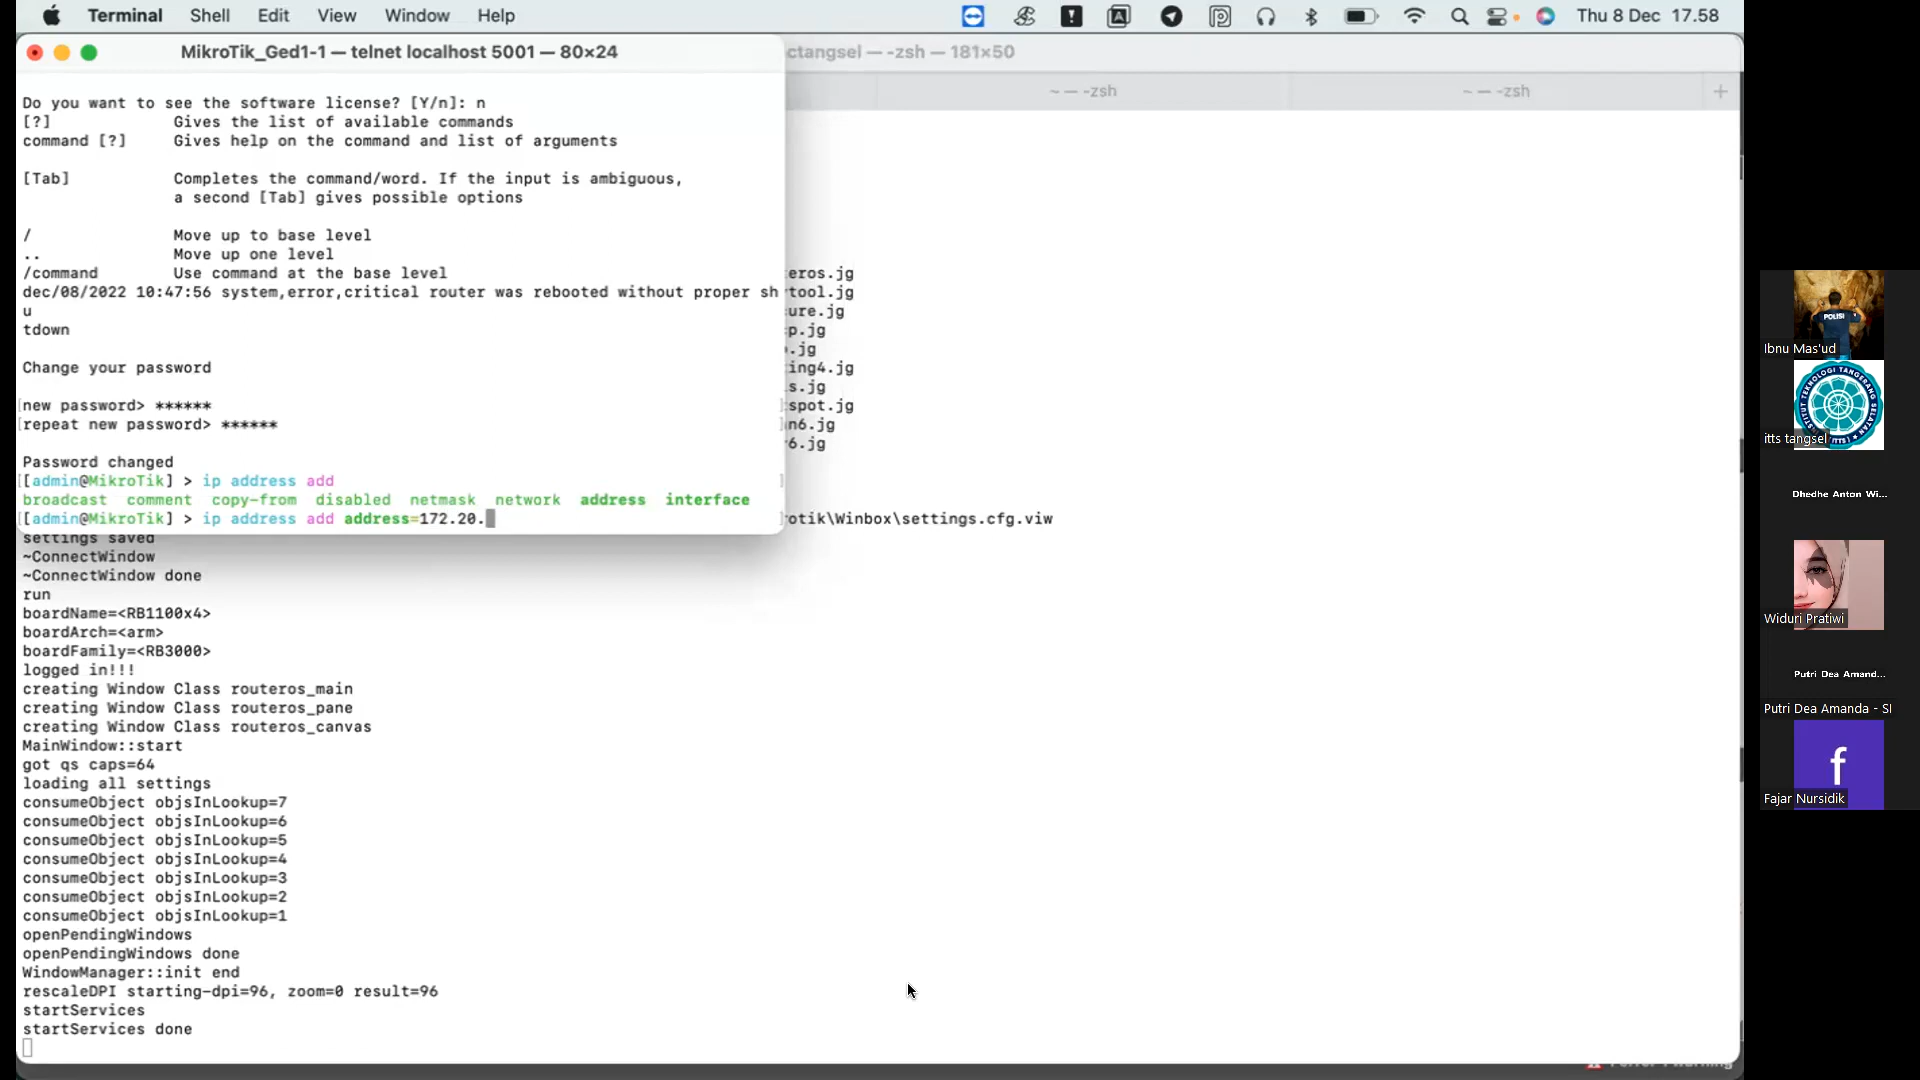 Terminal Shell Edit View Window Help
Thu 8 Dec 17.58
MikroTik_Ged1-1 — telnet localhost 5001 — 80×24
ctangsel — -zsh — 181×50
~ — -zsh
~ — -zsh
Do you want to see the software license? [Y/n]: n
[?] Gives the list of available commands
command [?] Gives help on the command and list of arguments
[Tab] Completes the command/word. If the input is ambiguous,
a second [Tab] gives possible options
/ Move up to base level
.. Move up one level
/command Use command at the base level
dec/08/2022 10:47:56 system,error,critical router was rebooted without proper sh
u
tdown
Change your password
new password> ******
repeat new password> ******
Password changed
[admin@MikroTik] > ip address add
broadcast comment copy-from disabled netmask network address interface
[admin@MikroTik] > ip address add address=172.20.
eros.jg
tool.jg
ure.jg
p.jg
.jg
ing4.jg
s.jg
spot.jg
n6.jg
6.jg
otik\Winbox\settings.cfg.viw
settings saved
~ConnectWindow
~ConnectWindow done
run
boardName=<RB1100x4>
boardArch=<arm>
boardFamily=<RB3000>
logged in!!!
creating Window Class routeros_main
creating Window Class routeros_pane
creating Window Class routeros_canvas
MainWindow::start
got qs caps=64
loading all settings
consumeObject objsInLookup=7
consumeObject objsInLookup=6
consumeObject objsInLookup=5
consumeObject objsInLookup=4
consumeObject objsInLookup=3
consumeObject objsInLookup=2
consumeObject objsInLookup=1
openPendingWindows
openPendingWindows done
WindowManager::init end
rescaleDPI starting-dpi=96, zoom=0 result=96
startServices
startServices done
POLISI
Ibnu Mas'ud
INSTITUT TEKNOLOGI TANGERANG SELATAN
itts tangsel
Dhedhe Anton Wi...
Widuri Pratiwi
Putri Dea Amand...
Putri Dea Amanda - SI
f
Fajar Nursidik